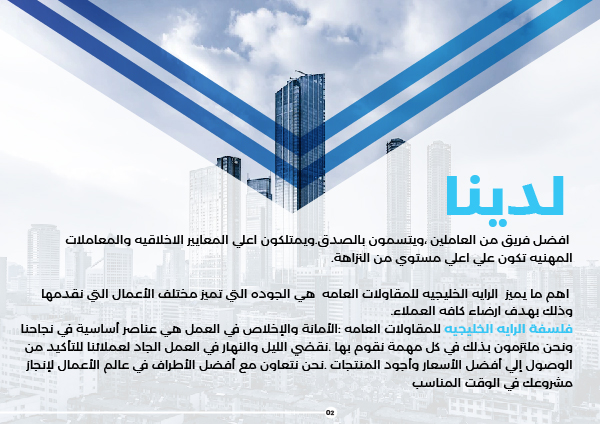 لدينا
افضل فريق من العاملين ،ويتسمون بالصدق.ويمتلكون اعلي المعايير الاخلاقيه والمعاملات
المهنيه تكون علي اعلي مستوي من النزاهة.
اهم ما يميز الرايه الخليجيه للمقاولات العامه هي الجوده التي تميز مختلف الأعمال التي نقدمها
وذلك بهدف ارضاء كافه العملاء.
فلسفة الرايه الخليجيه للمقاولات العامه :الأمانة والإخلاص في العمل هي عناصر أساسية في نجاحنا
ونحن ملتزمون بذلك في كل مهمة نقوم بها .نقضي الليل والنهار في العمل الجاد لعملائنا للتأكيد من
الوصول إلي أفضل الأسعار وأجود المنتجات .نحن نتعاون مع أفضل الأطراف في عالم الأعمال لإنجاز
مشروعك في الوقت المناسب
02